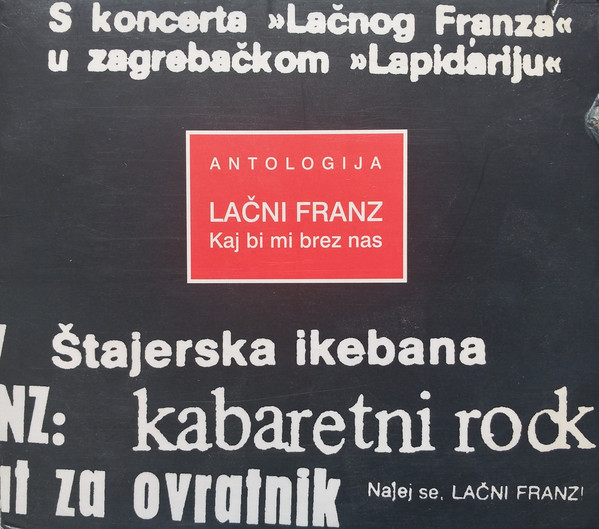 S koncerta »Lačnog Franza«
u zagrebačkom »Lapidariju«
ANTOLOGIJA
LAČNI FRANZ
Kaj bi mi brez nas
Štajerska ikebana
NZ: kabaretni rock
at za ovratnik
Najej se, LAČNI FRANZ!